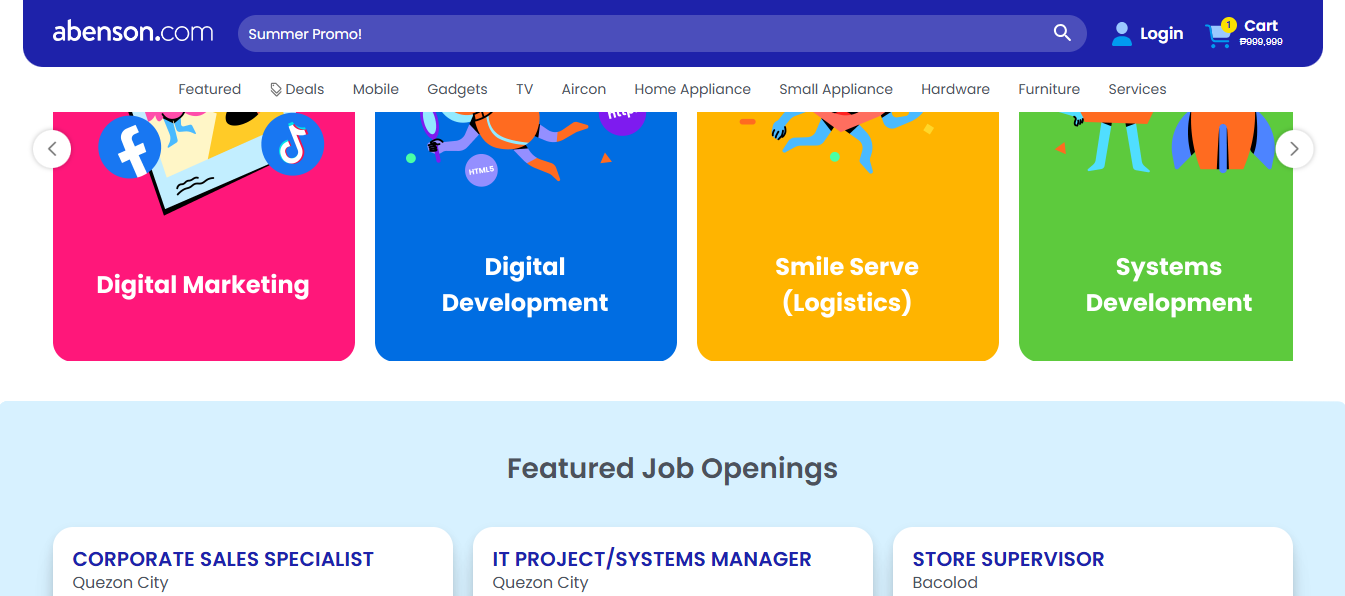 abenson.com
Summer Promo!
Login
1
Cart
₱999,999
Featured
Deals
Mobile
Gadgets
TV
Aircon
Home Appliance
Small Appliance
Hardware
Furniture
Services
HTML5
Digital Marketing
Digital
Development
Smile Serve
(Logistics)
Systems
Development
Featured Job Openings
CORPORATE SALES SPECIALIST
Quezon City
IT PROJECT/SYSTEMS MANAGER
Quezon City
STORE SUPERVISOR
Bacolod